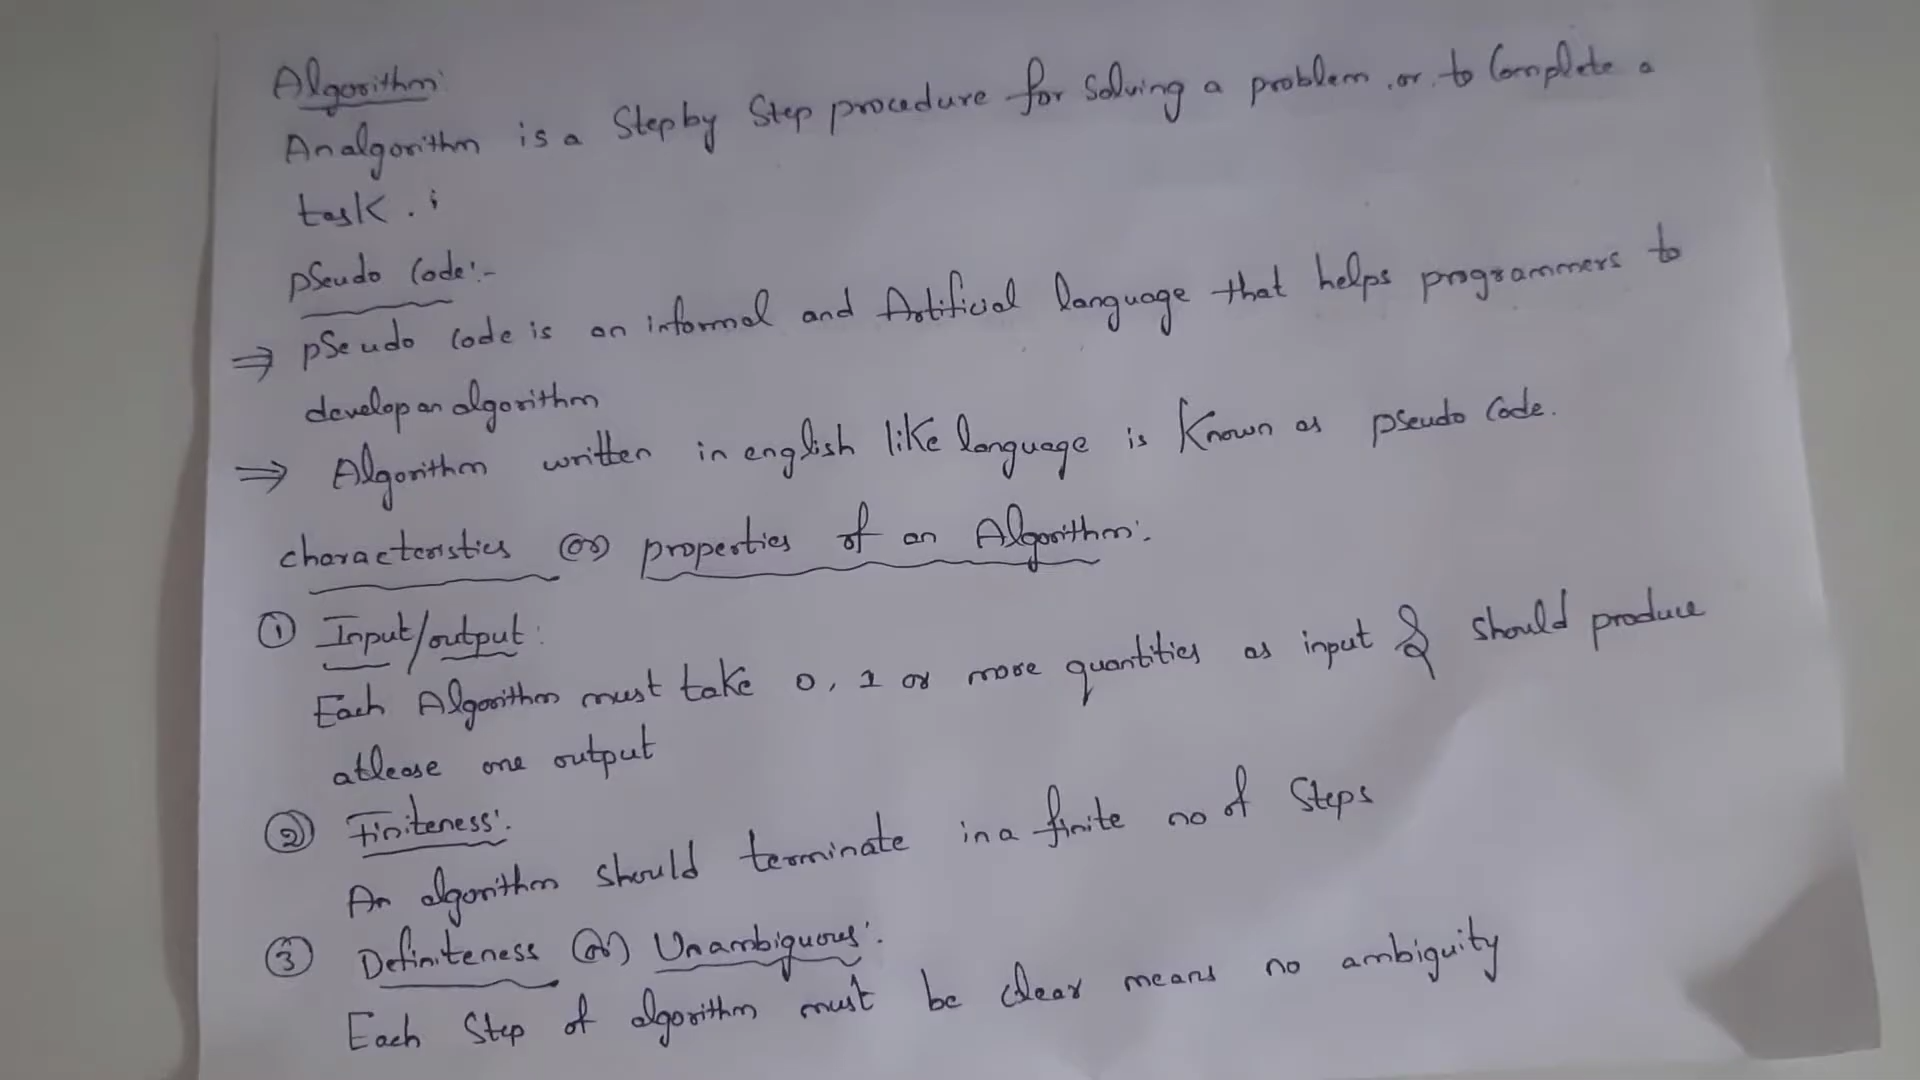 Algorithm:
An algorithm is a Step by Step procedure for Solving a problem .or. to Complete a
task .
pSeudo Code:-
⇒ pSeudo Code is an informal and Artificial language that helps programmers to
develop an algorithm
⇒ Algorithm written in english like language is Known as pseudo Code.
characteristics (or) properties of an Algorithm:
① Input/output:
Each Algorithm must take 0, 1 or more quantities as input & should produce
atlease one output
② Finiteness:
An algorithm should terminate in a finite no of Steps
③ Definiteness (or) Unambiguous:
Each Step of algorithm must be clear means no ambiguity